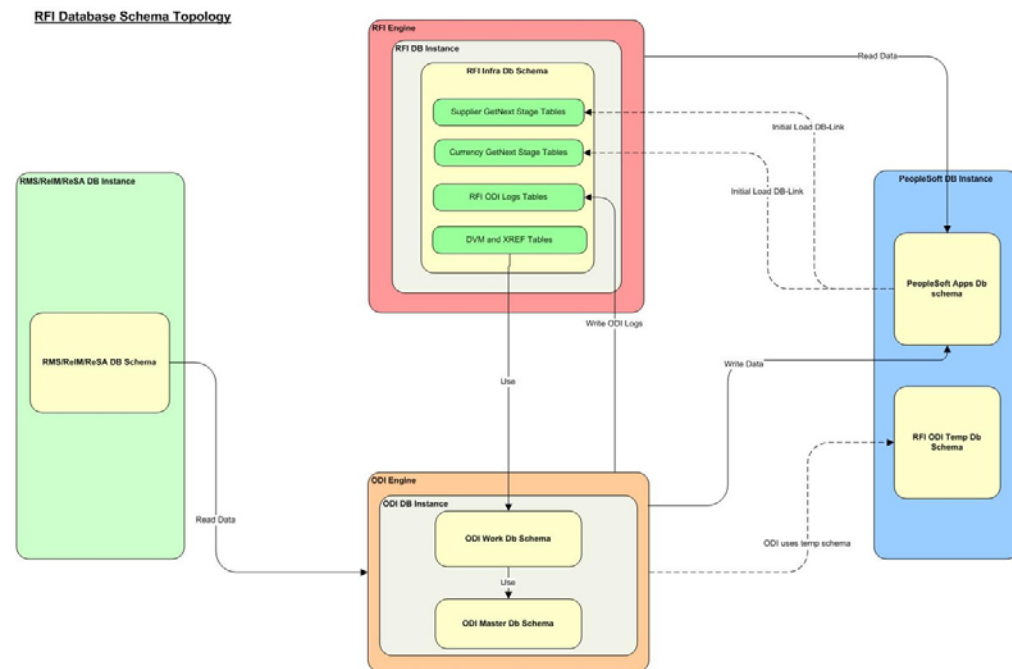 RFI Database Schema Topology
RFI Engine
RFI DB Instance
RFI Infra Db Schema
Supplier GetNext Stage Tables
Currency GetNext Stage Tables
RFI ODI Logs Tables
DVM and XREF Tables
Read Data
Initial Load DB-Link
Initial Load DB-Link
RMS/ReIM/ReSA DB Instance
RMS/ReIM/ReSA DB Schema
PeopleSoft DB Instance
PeopleSoft Apps Db
schema
RFI ODI Temp Db
Schema
Write ODI Logs
Write Data
Use
Read Data
ODI uses temp schema
ODI Engine
ODI DB Instance
ODI Work Db Schema
Use
ODI Master Db Schema